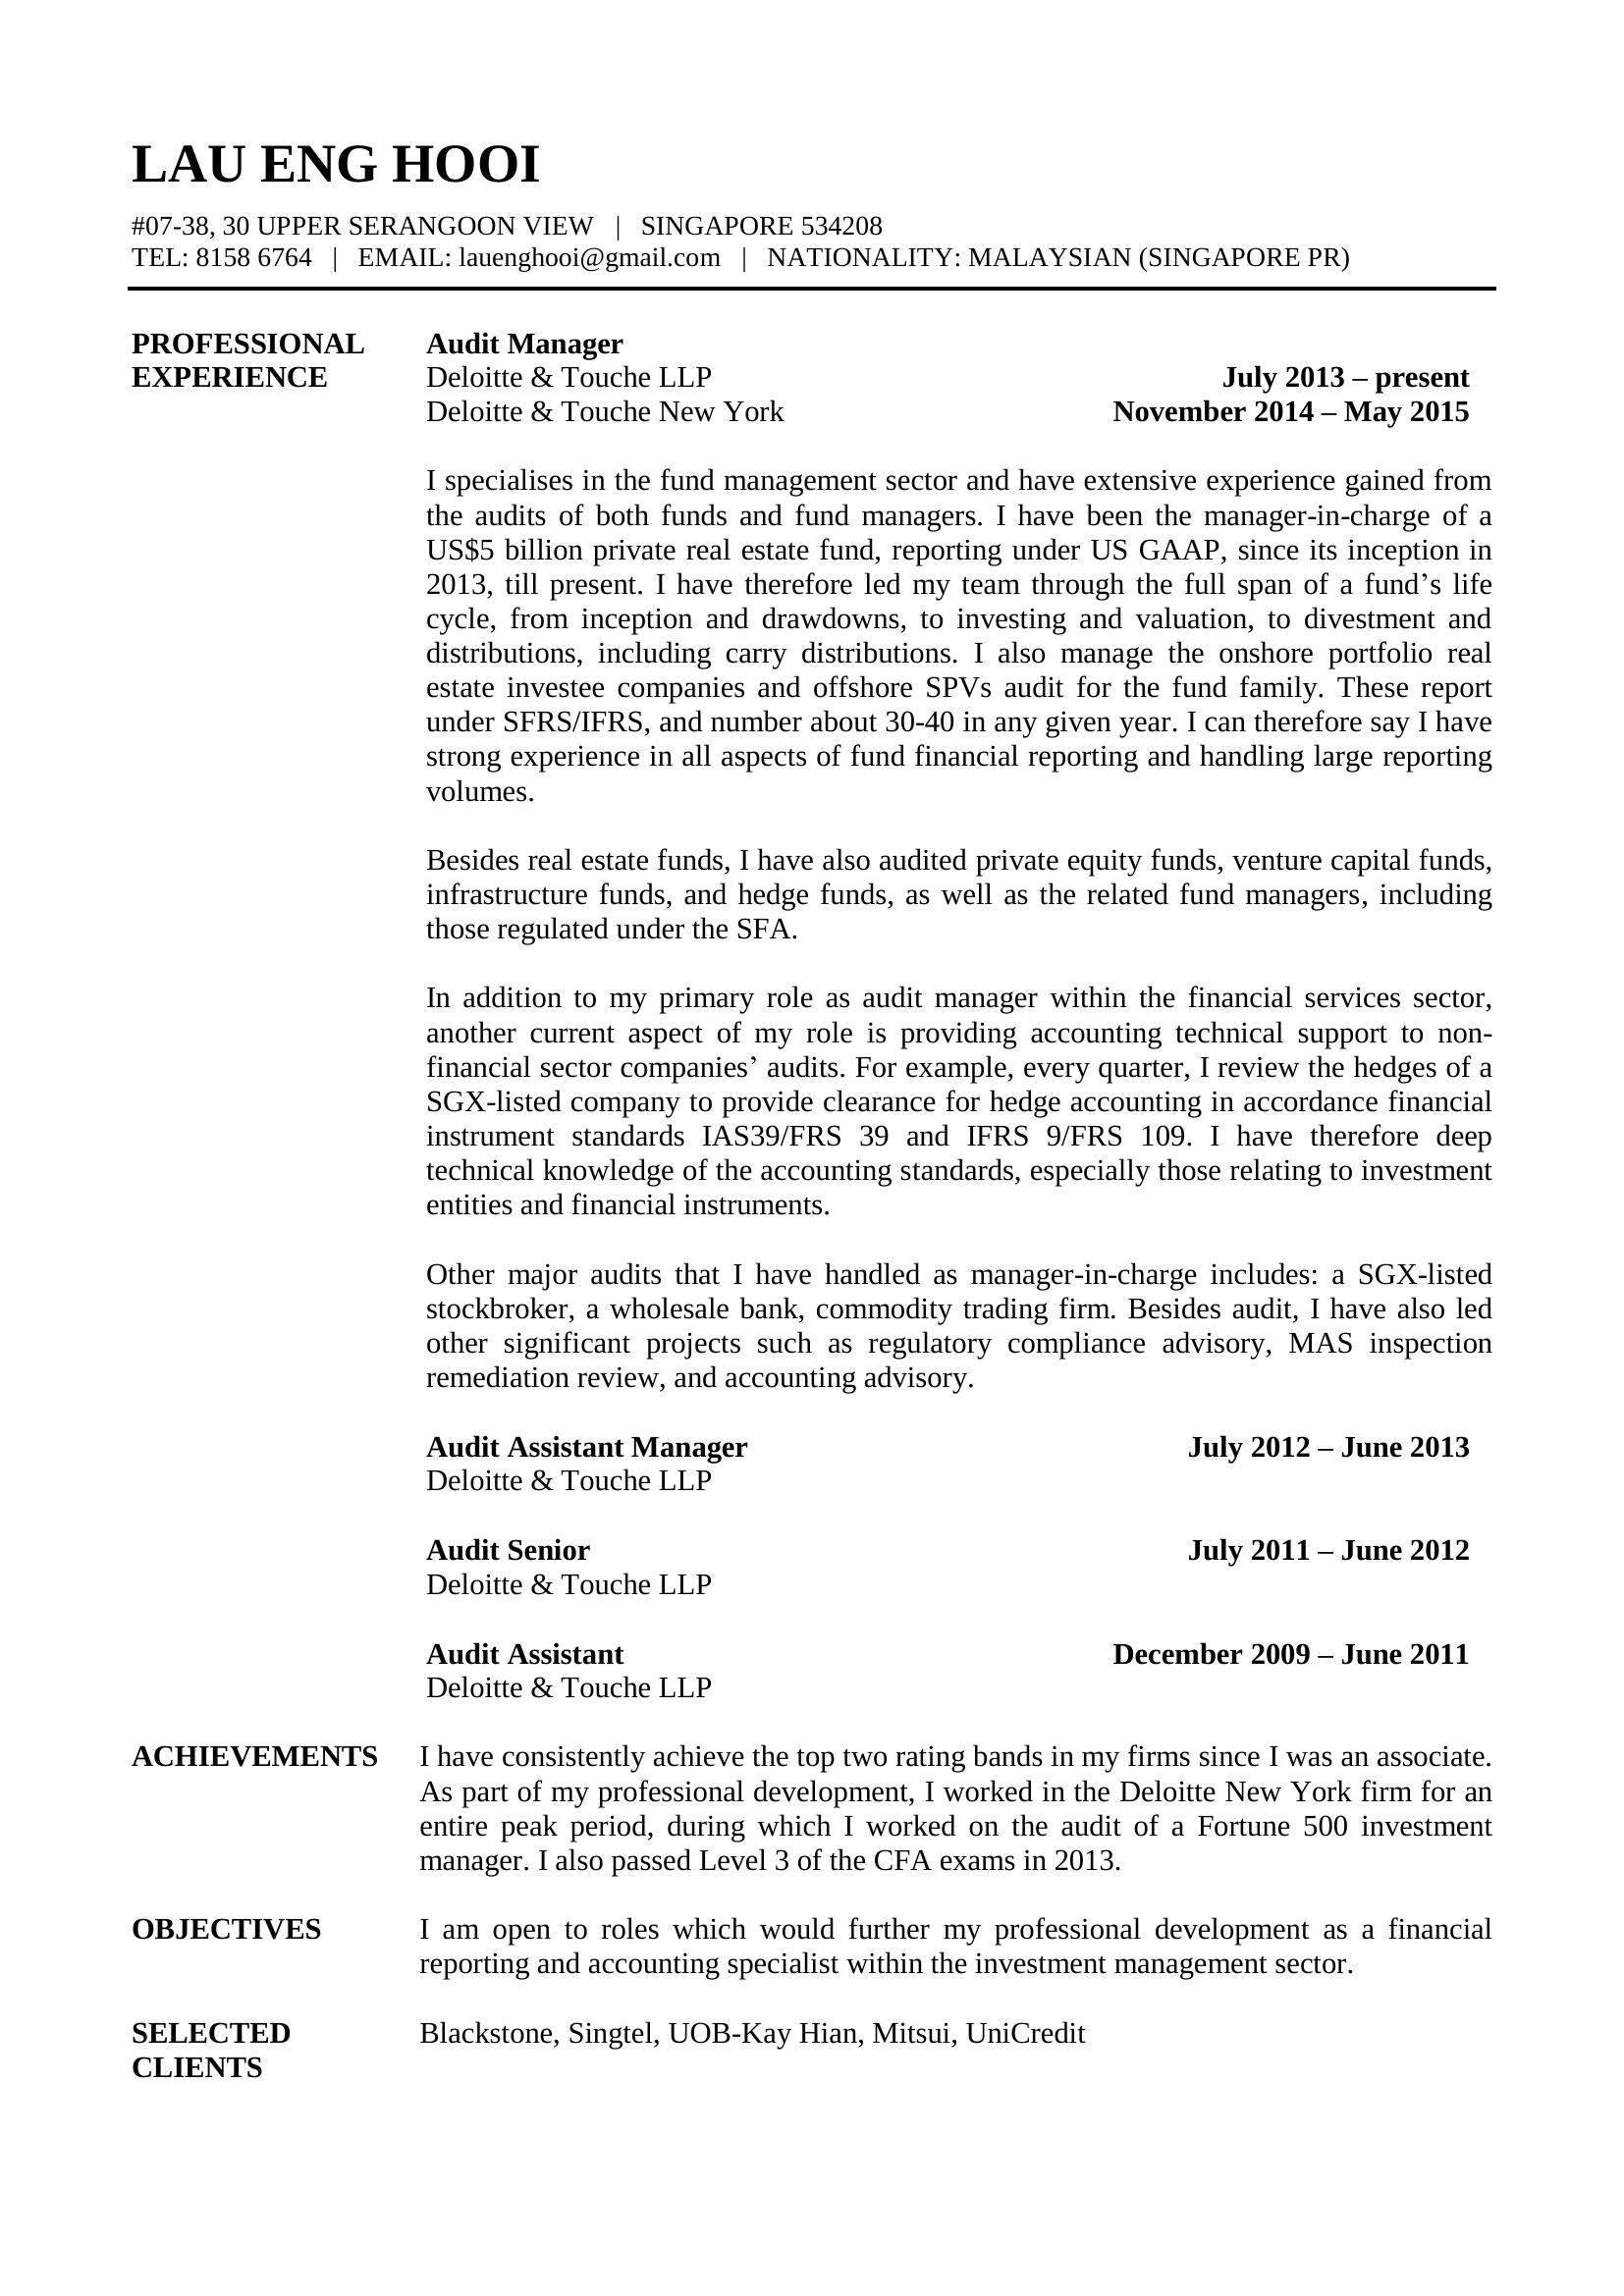 LAU ENG HOOI
#07-38, 30 UPPER SERANGOON VIEW | SINGAPORE 534208
TEL: 8158 6764 | EMAIL: lauenghooi@gmail.com | NATIONALITY: MALAYSIAN (SINGAPORE PR)
PROFESSIONAL Audit Manager
EXPERIENCE Deloitte & Touche LLP July 2013 – present
Deloitte & Touche New York November 2014 – May 2015
I specialises in the fund management sector and have extensive experience gained from
the audits of both funds and fund managers. I have been the manager-in-charge of a
US$5 billion private real estate fund, reporting under US GAAP, since its inception in
2013, till present. I have therefore led my team through the full span of a fund’s life
cycle, from inception and drawdowns, to investing and valuation, to divestment and
distributions, including carry distributions. I also manage the onshore portfolio real
estate investee companies and offshore SPVs audit for the fund family. These report
under SFRS/IFRS, and number about 30-40 in any given year. I can therefore say I have
strong experience in all aspects of fund financial reporting and handling large reporting
volumes.
Besides real estate funds, I have also audited private equity funds, venture capital funds,
infrastructure funds, and hedge funds, as well as the related fund managers, including
those regulated under the SFA.
In addition to my primary role as audit manager within the financial services sector,
another current aspect of my role is providing accounting technical support to non-
financial sector companies’ audits. For example, every quarter, I review the hedges of a
SGX-listed company to provide clearance for hedge accounting in accordance financial
instrument standards IAS39/FRS 39 and IFRS 9/FRS 109. I have therefore deep
technical knowledge of the accounting standards, especially those relating to investment
entities and financial instruments.
Other major audits that I have handled as manager-in-charge includes: a SGX-listed
stockbroker, a wholesale bank, commodity trading firm. Besides audit, I have also led
other significant projects such as regulatory compliance advisory, MAS inspection
remediation review, and accounting advisory.
Audit Assistant Manager July 2012 – June 2013
Deloitte & Touche LLP
Audit Senior July 2011 – June 2012
Deloitte & Touche LLP
Audit Assistant December 2009 – June 2011
Deloitte & Touche LLP
ACHIEVEMENTS I have consistently achieve the top two rating bands in my firms since I was an associate.
As part of my professional development, I worked in the Deloitte New York firm for an
entire peak period, during which I worked on the audit of a Fortune 500 investment
manager. I also passed Level 3 of the CFA exams in 2013.
OBJECTIVES I am open to roles which would further my professional development as a financial
reporting and accounting specialist within the investment management sector.
SELECTED Blackstone, Singtel, UOB-Kay Hian, Mitsui, UniCredit
CLIENTS